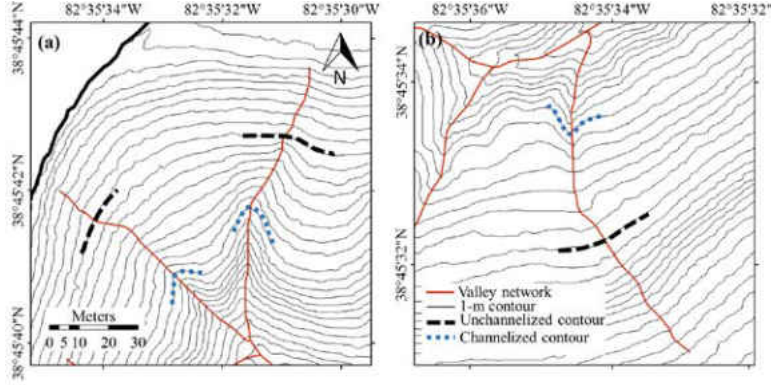 82°35'34"W 82°35'32"W 82°35'30"W
82°35'36"W 82°35'34"W 82°35'32"W
(a)
N
38°45'44"N
38°45'42"N
38°45'40"N
Meters
0 5 10 20 30
(b)
38°45'34"N
38°45'32"N
Valley network
1-m contour
Unchannelized contour
Channelized contour